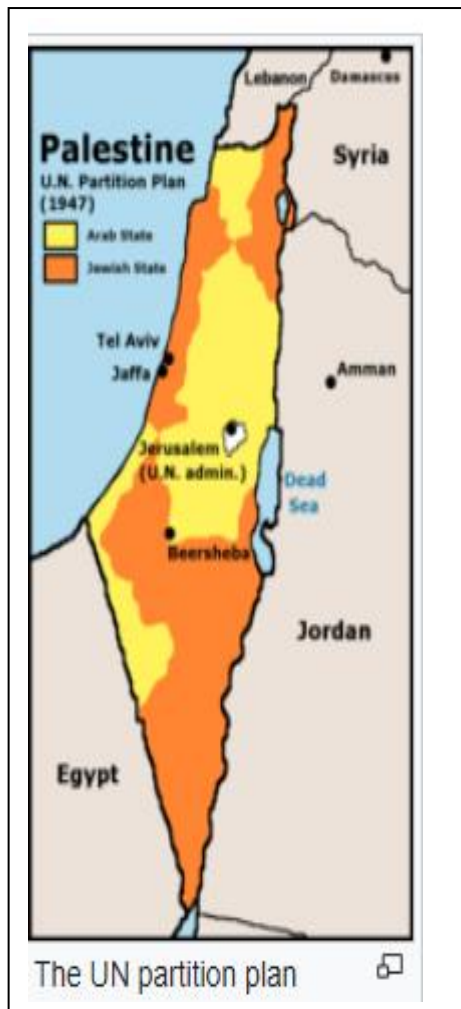 Lebanon
Damascus
Palestine
U.N. Partition Plan
(1947)
Syria
Arab State
Jewish State
Tel Aviv
Jaffa
Amman
Jerusalem
(U.N. admin.)
Dead
Sea
Beersheba
Jordan
Egypt
The UN partition plan